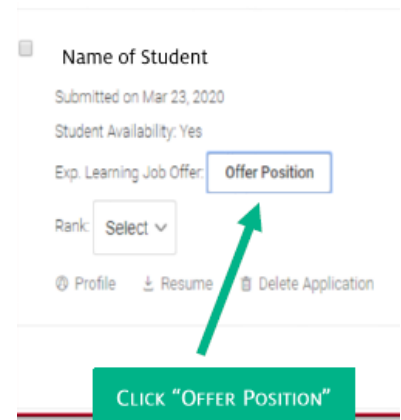 Name of Student
Submitted on Mar 23, 2020
Student Availability: Yes
Exp. Learning Job Offer: Offer Position
Rank: Select
Profile Resume Delete Application
CLICK "OFFER POSITION"